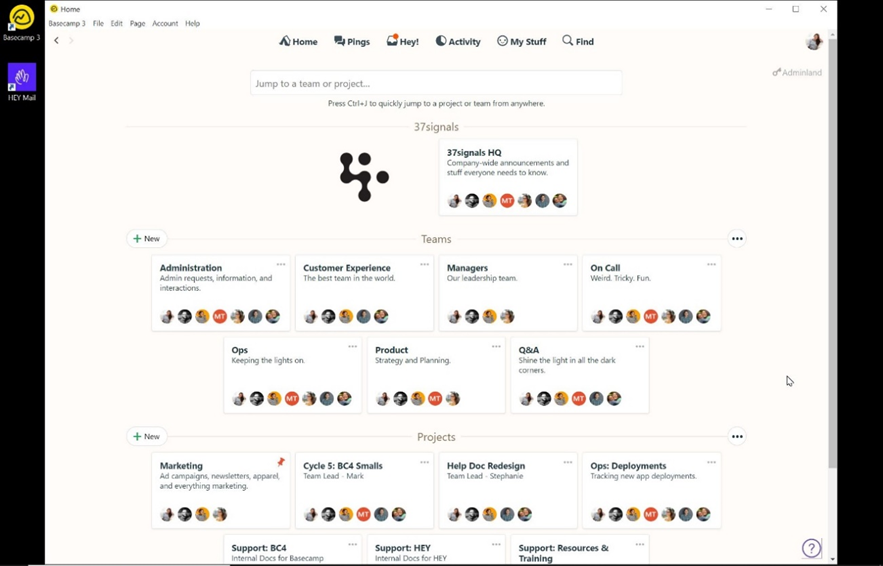 Basecamp 3
HEY Mail
Home
Basecamp 3 File Edit Page Account Help
Home Pings Hey! Activity My Stuff Find
Adminland
Jump to a team or project...
Press Ctrl+J to quickly jump to a project or team from anywhere.
37signals
37signals HQ
Company-wide announcements and
stuff everyone needs to know.
MT
+ New
Teams
Administration
Admin requests, information, and
interactions.
MT
Customer Experience
The best team in the world.
Managers
Our leadership team.
On Call
Weird. Tricky. Fun.
MT
Ops
Keeping the lights on.
MT
Product
Strategy and Planning.
MT
Q&A
Shine the light in all the dark
corners.
MT
+ New
Projects
Marketing
Ad campaigns, newsletters, apparel,
and everything marketing.
Cycle 5: BC4 Smalls
Team Lead - Mark
MT
Help Doc Redesign
Team Lead - Stephanie
Ops: Deployments
Tracking new app deployments.
MT
Support: BC4
Internal Docs for Basecamp
Support: HEY
Internal Docs for HEY
Support: Resources &
Training
?